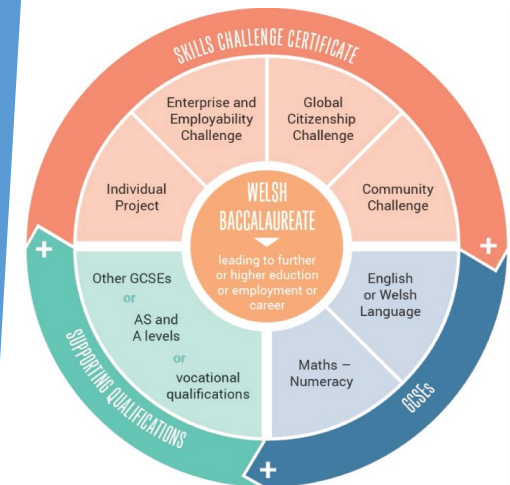 SKILLS CHALLENGE CERTIFICATE
Enterprise and
Employability
Challenge
Global
Citizenship
Challenge
Individual
Project
Community
Challenge
WELSH
BACCALAUREATE
leading to further
or higher eduction
or employment or
career
+
+
Other GCSEs
or
AS and
A levels
or
vocational
qualifications
English
or Welsh
Language
Maths –
Numeracy
SUPPORTING QUALIFICATIONS
GCSEs
+